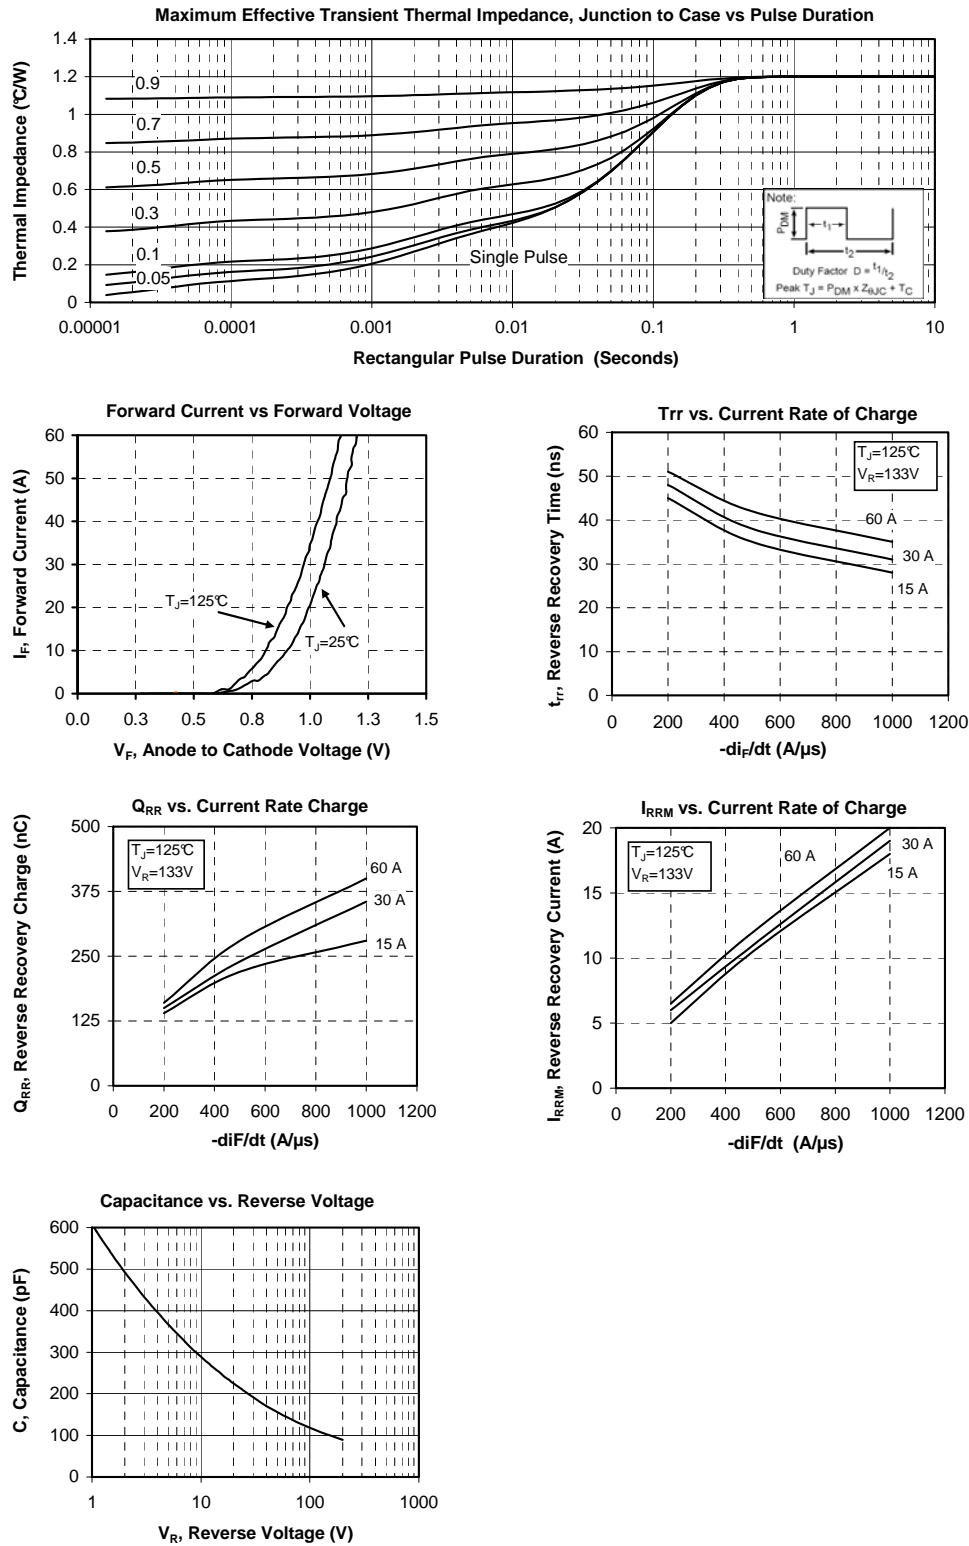 Maximum Effective Transient Thermal Impedance, Junction to Case vs Pulse Duration
Thermal Impedance (℃/W)
1.4
1.2
1
0.8
0.6
0.4
0.2
0
0.9
0.7
0.5
0.3
0.1
0.05
Single Pulse
Note:
PDM
t1
t2
Duty Factor D = t1/t2
Peak TJ = PDM x ZθJC + TC
0.00001 0.0001 0.001 0.01 0.1 1 10
Rectangular Pulse Duration (Seconds)
Forward Current vs Forward Voltage
IF, Forward Current (A)
60
50
40
30
20
10
0
TJ=125℃
TJ=25℃
0.0 0.3 0.5 0.8 1.0 1.3 1.5
VF, Anode to Cathode Voltage (V)
Trr vs. Current Rate of Charge
trr, Reverse Recovery Time (ns)
60
50
40
30
20
10
0
TJ=125℃
VR=133V
60 A
30 A
15 A
0 200 400 600 800 1000 1200
-diF/dt (A/µs)
QRR vs. Current Rate Charge
QRR, Reverse Recovery Charge (nC)
500
375
250
125
0
TJ=125℃
VR=133V
60 A
30 A
15 A
0 200 400 600 800 1000 1200
-diF/dt (A/µs)
IRRM vs. Current Rate of Charge
IRRM, Reverse Recovery Current (A)
20
15
10
5
0
TJ=125℃
VR=133V
60 A
30 A
15 A
0 200 400 600 800 1000 1200
-diF/dt (A/µs)
Capacitance vs. Reverse Voltage
C, Capacitance (pF)
600
500
400
300
200
100
0
1 10 100 1000
VR, Reverse Voltage (V)